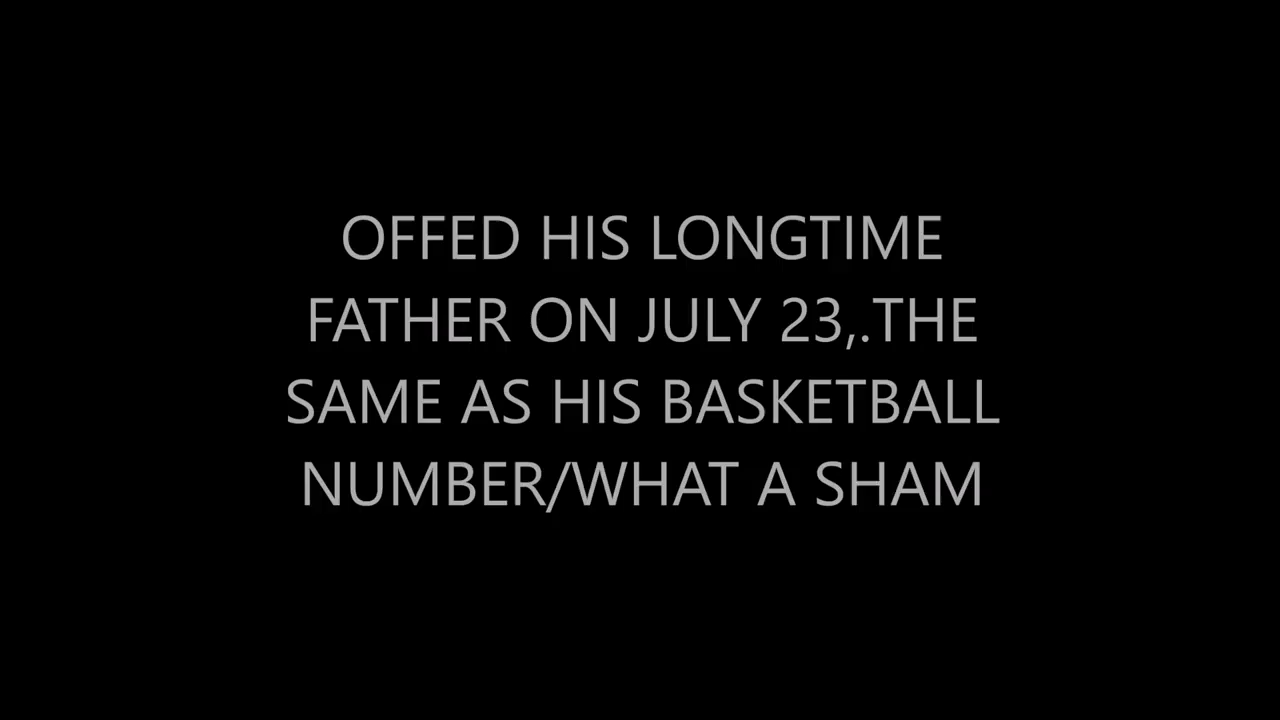 OFFED HIS LONGTIME
FATHER ON JULY 23,.THE
SAME AS HIS BASKETBALL
NUMBER/WHAT A SHAM